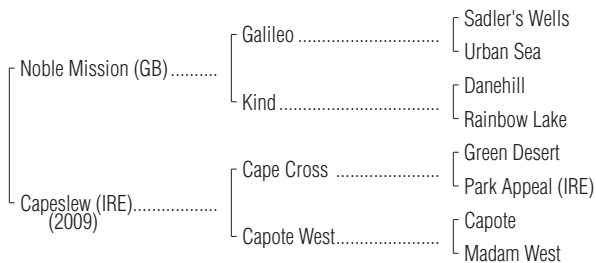 Sadler's Wells
Galileo ........................................
Urban Sea
Noble Mission (GB) ..........
Danehill
Kind .............................................
Rainbow Lake
Green Desert
Cape Cross ..............................
Park Appeal (IRE)
Capeslew (IRE)..................
(2009)
Capote
Capote West..............................
Madam West